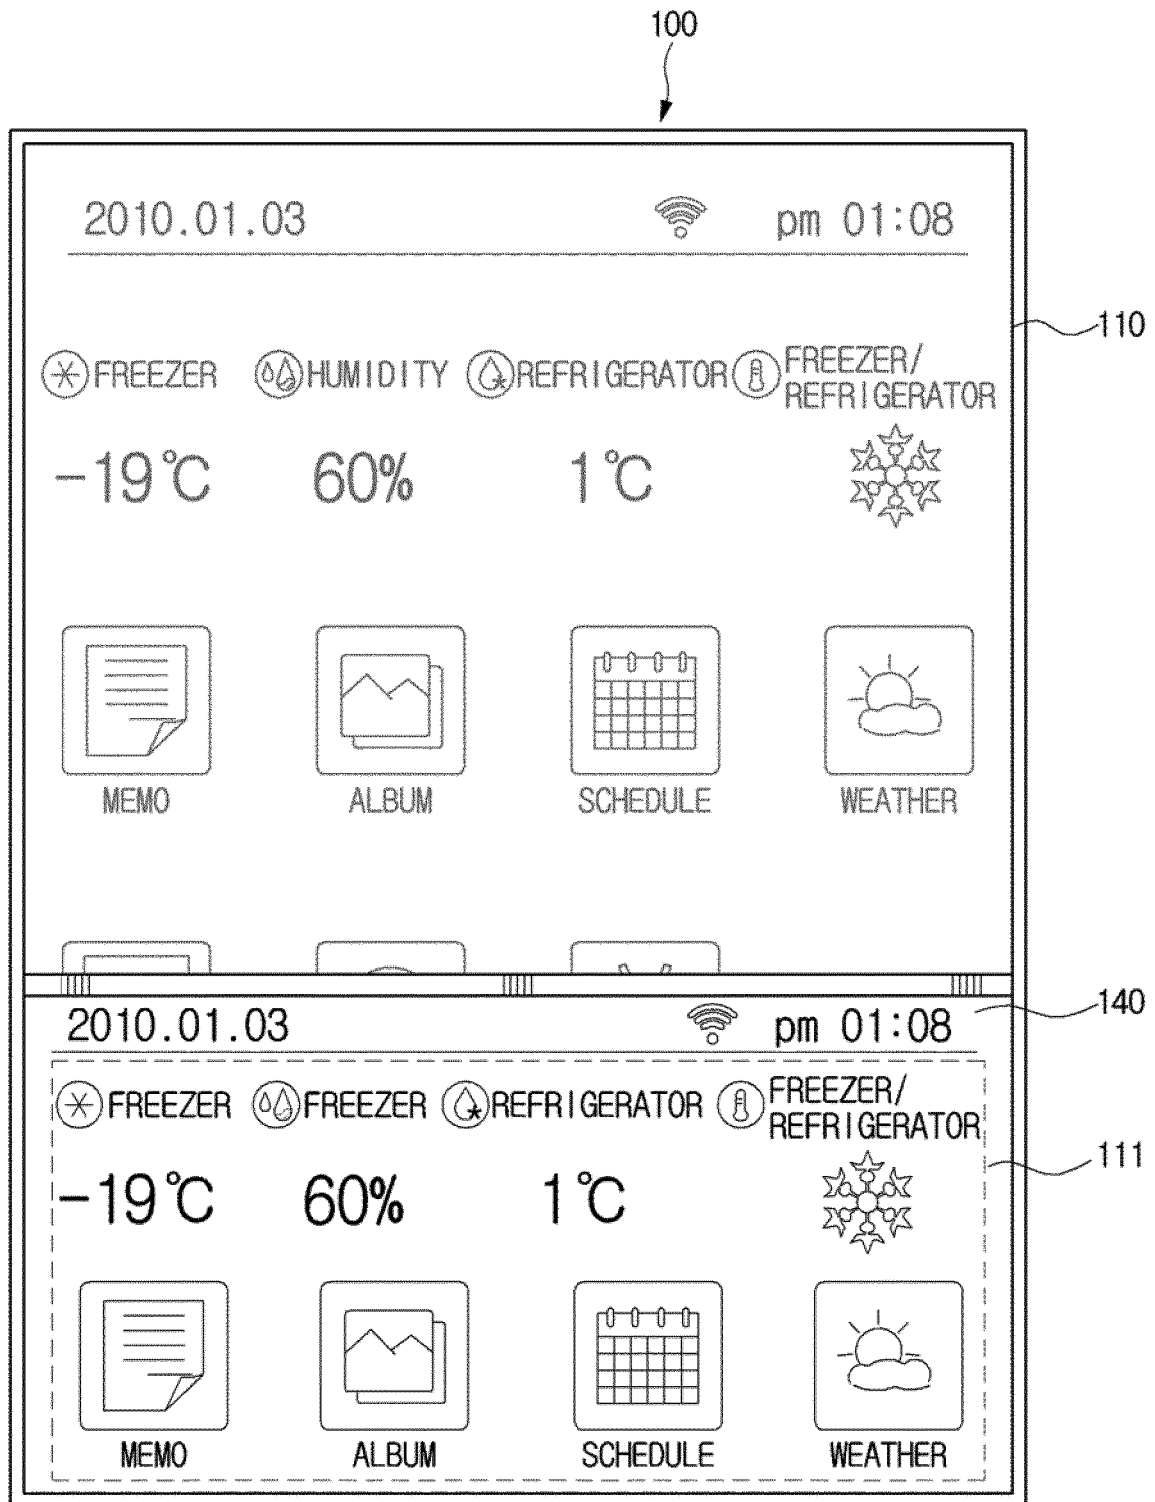 100
2010.01.03 pm 01:08
110
FREEZER HUMIDITY REFRIGERATOR FREEZER/
REFRIGERATOR
-19℃ 60% 1℃
MEMO ALBUM SCHEDULE WEATHER
140
2010.01.03 pm 01:08
FREEZER FREEZER REFRIGERATOR FREEZER/
REFRIGERATOR
111
-19℃ 60% 1℃
MEMO ALBUM SCHEDULE WEATHER